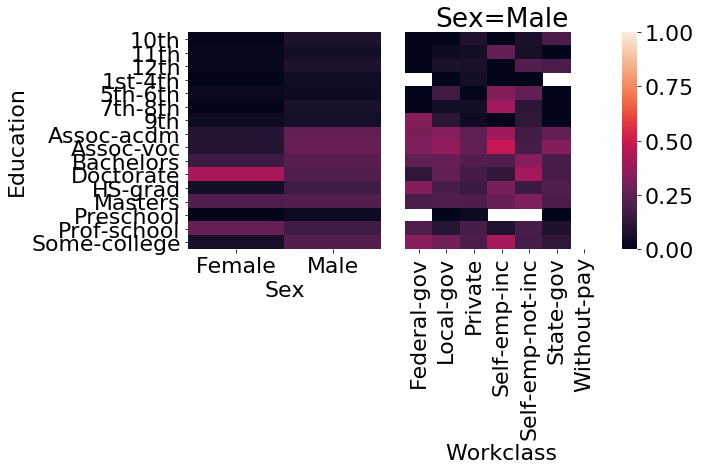 Sex=Male
Education
10th
11th
12th
1st-4th
5th-6th
7th-8th
9th
Assoc-acdm
Assoc-voc
Bachelors
Doctorate
HS-grad
Masters
Preschool
Prof-school
Some-college
Female
Male
Sex
Federal-gov
Local-gov
Private
Self-emp-inc
Self-emp-not-inc
State-gov
Without-pay
Workclass
1.00
0.75
0.50
0.25
0.00